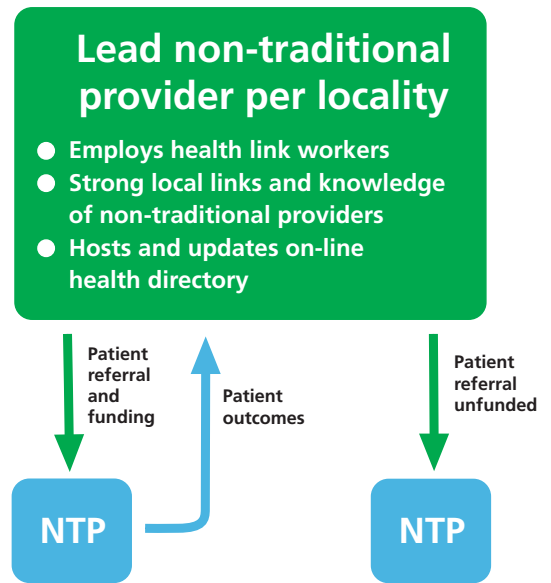 Lead non-traditional
provider per locality
Employs health link workers
Strong local links and knowledge
of non-traditional providers
Hosts and updates on-line
health directory
Patient
referral
and
funding
Patient
outcomes
Patient
referral
unfunded
NTP
NTP